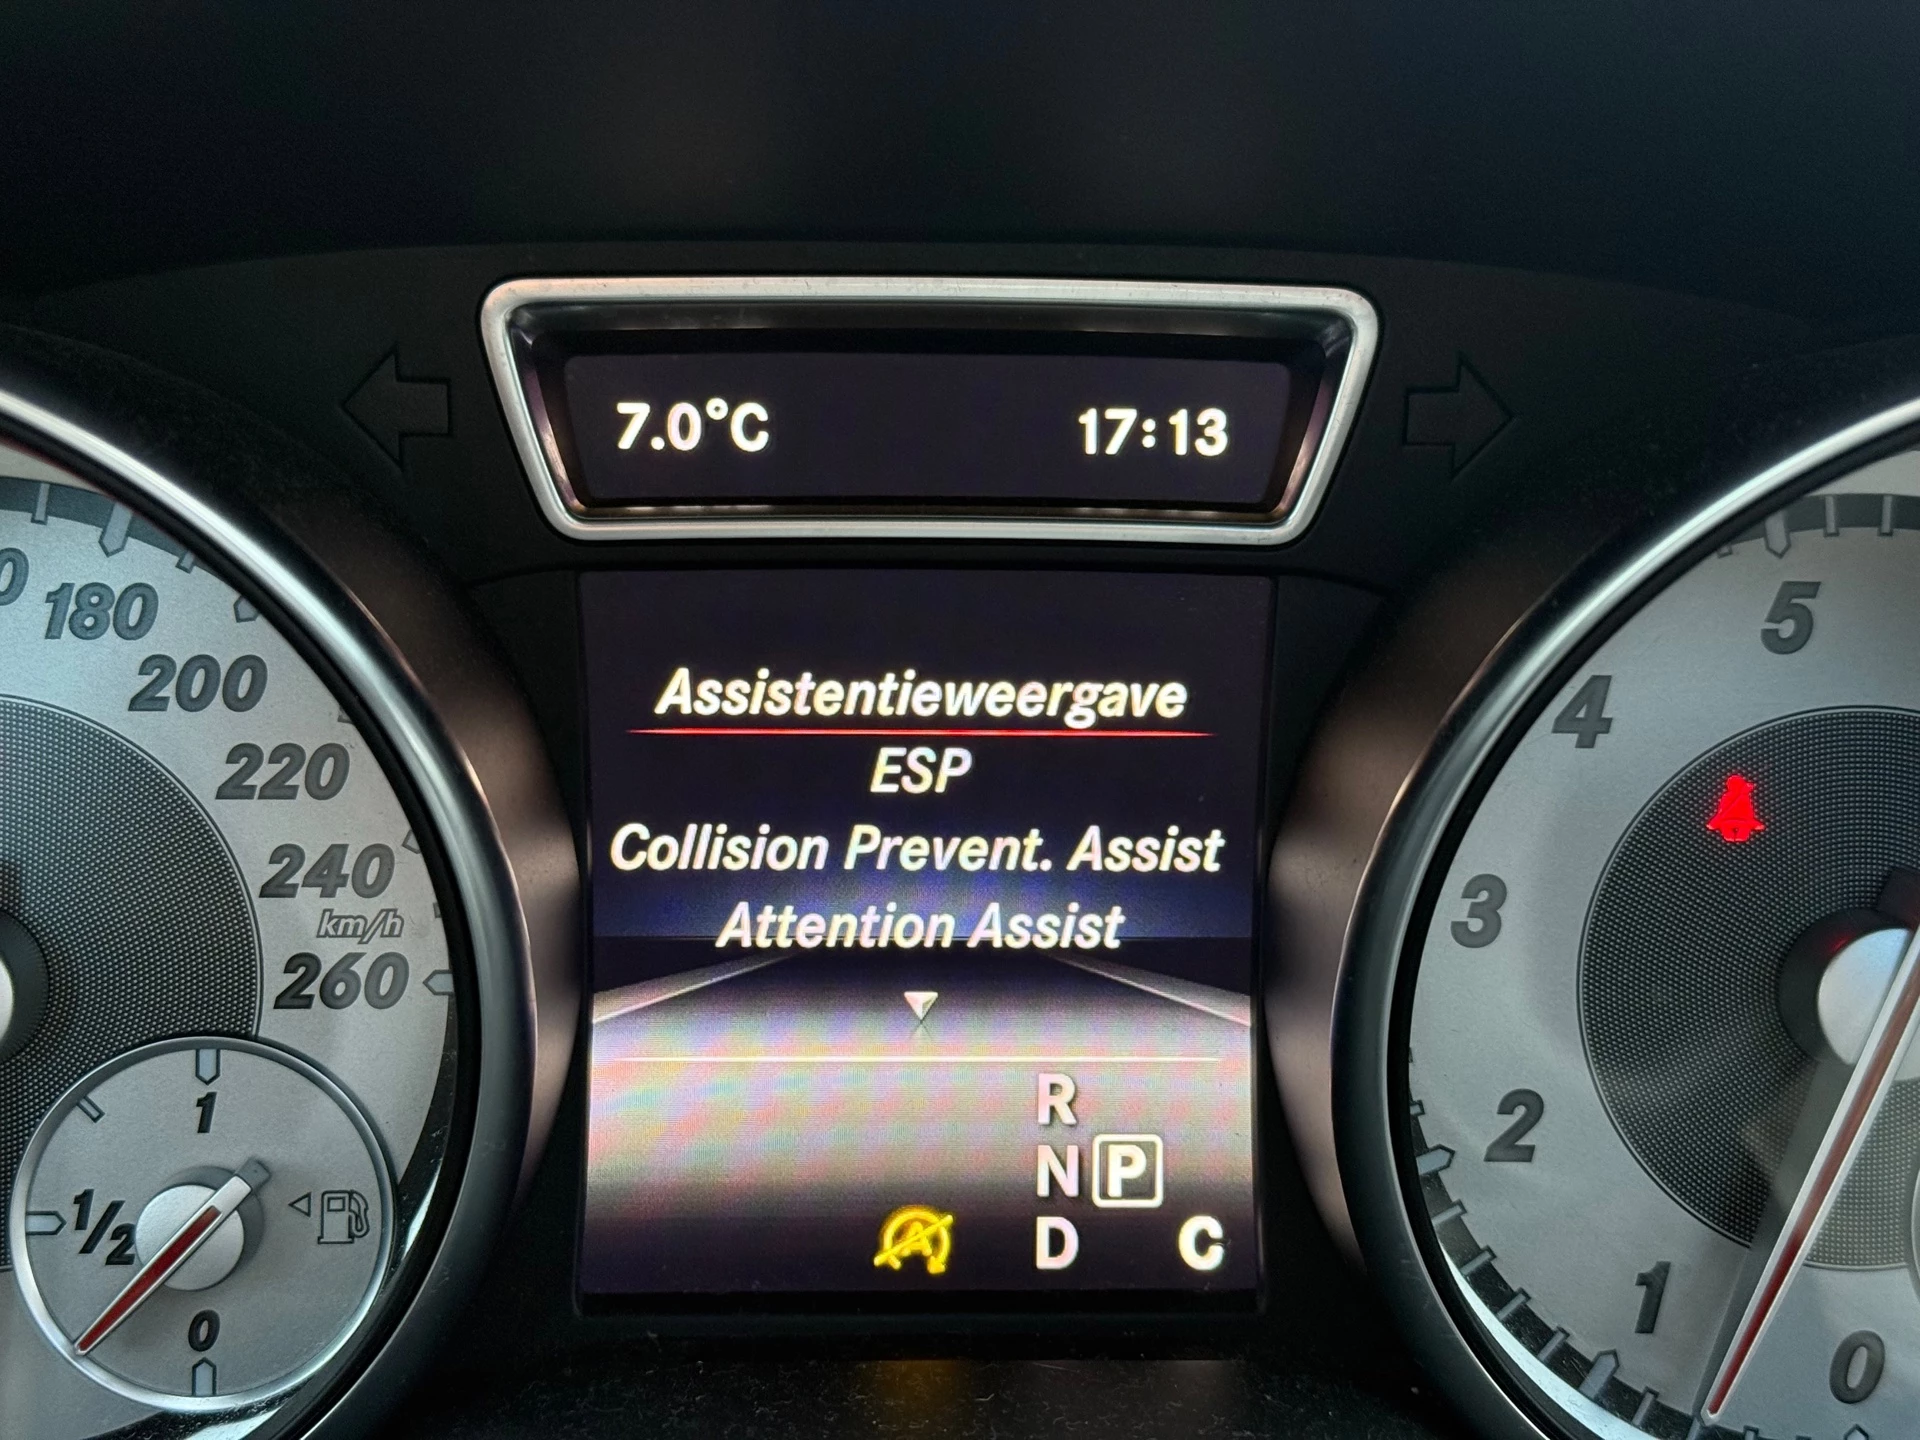 7.0°C 17:13
Assistentieweergave
ESP
Collision Prevent. Assist
Attention Assist
R
N P
D C
A
180
200
220
240
km/h
260
1
1/2
0
5
4
3
2
1
0